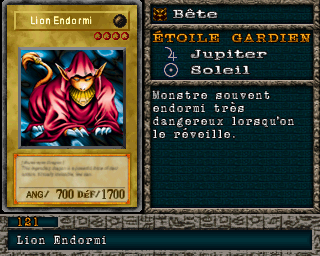 Lion Endormi
Bête
ÉTOILE GARDIEN
Jupiter
Soleil
Monstre souvent
endormi très
dangereux lorsqu'on
le réveille.
ANG/ 700 DÉF/1700
121
Lion Endormi